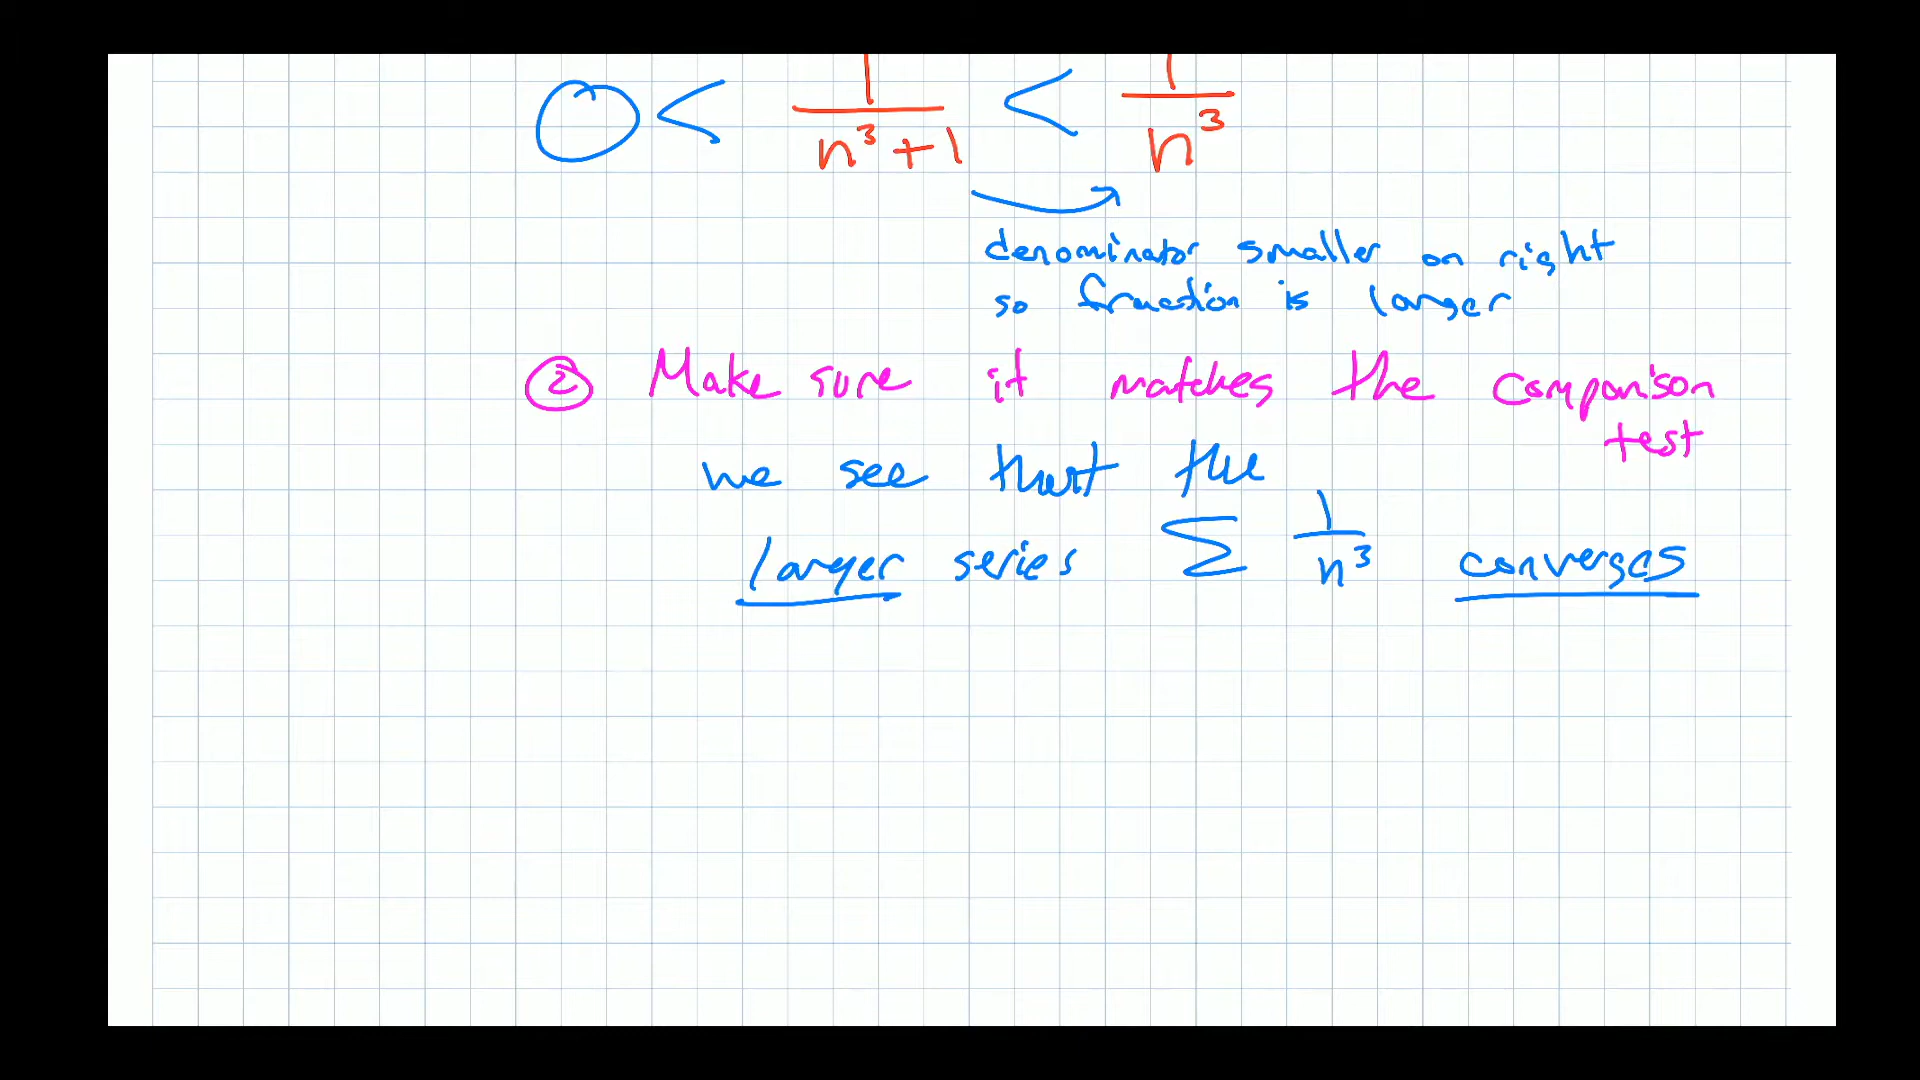 0 < 1/(n³+1) < 1/n³
denominator smaller on right
so fraction is larger
② Make sure it matches the comparison
test
we see that the
larger series Σ 1/n³ converges